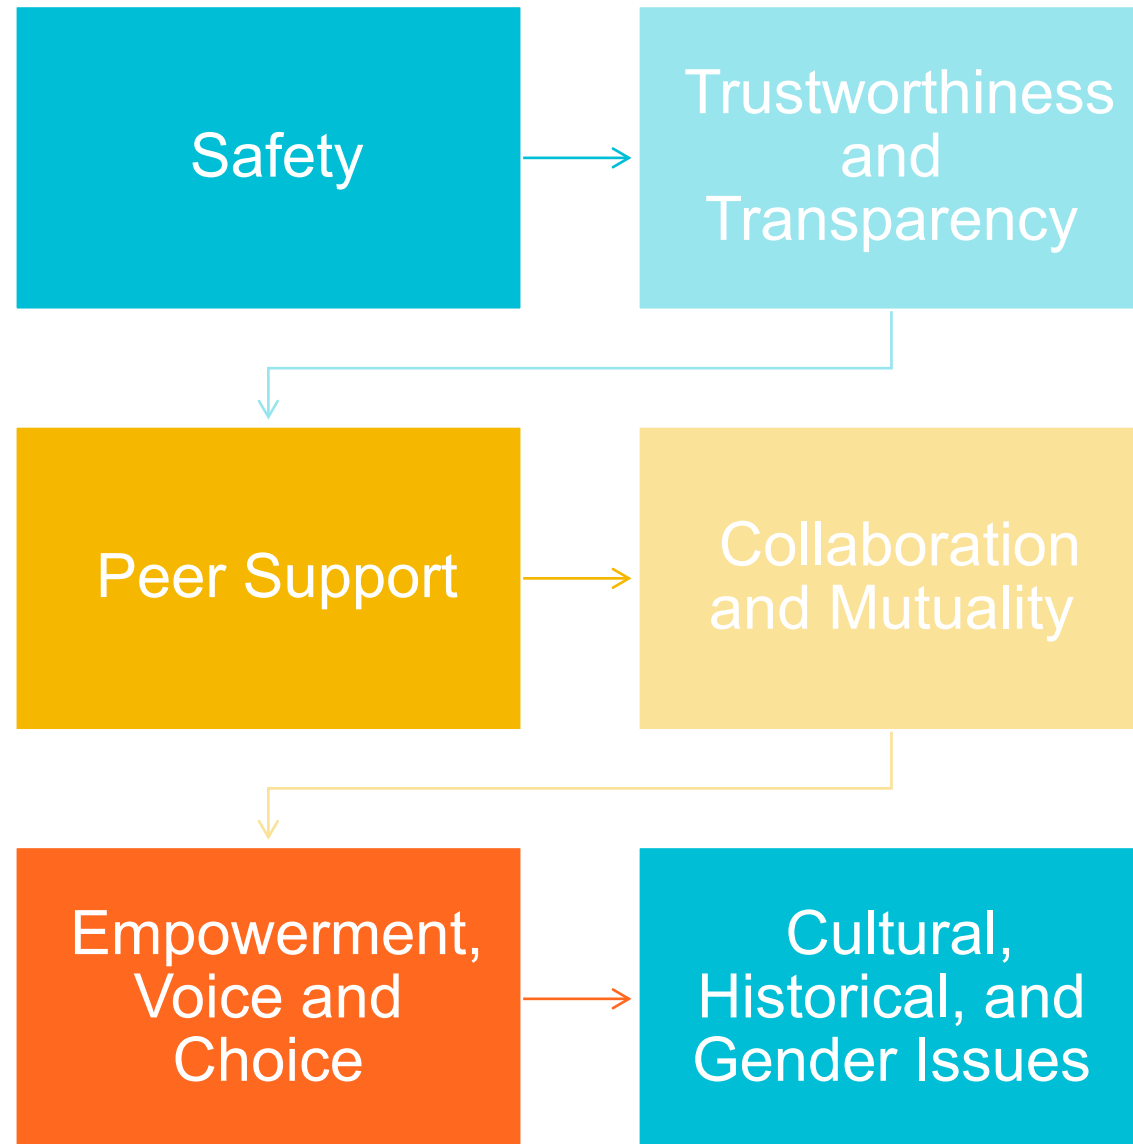 Safety
Trustworthiness
and
Transparency
Peer Support
Collaboration
and Mutuality
Empowerment,
Voice and
Choice
Cultural,
Historical, and
Gender Issues